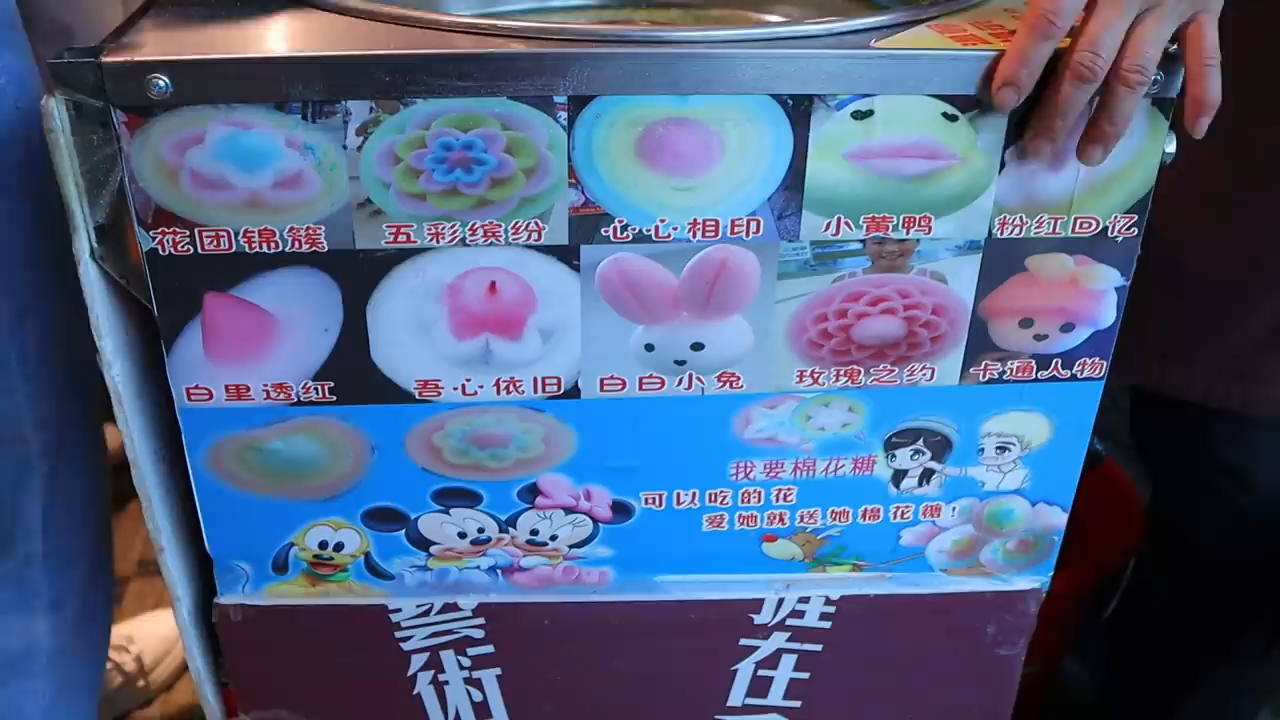 花团锦簇
五彩缤纷
心心相印
小黄鸭
粉红回忆
白里透红
吾心依旧
白白小兔
玫瑰之约
卡通人物
我要棉花糖
可以吃的花
爱她就送她棉花糖!
藝術
在